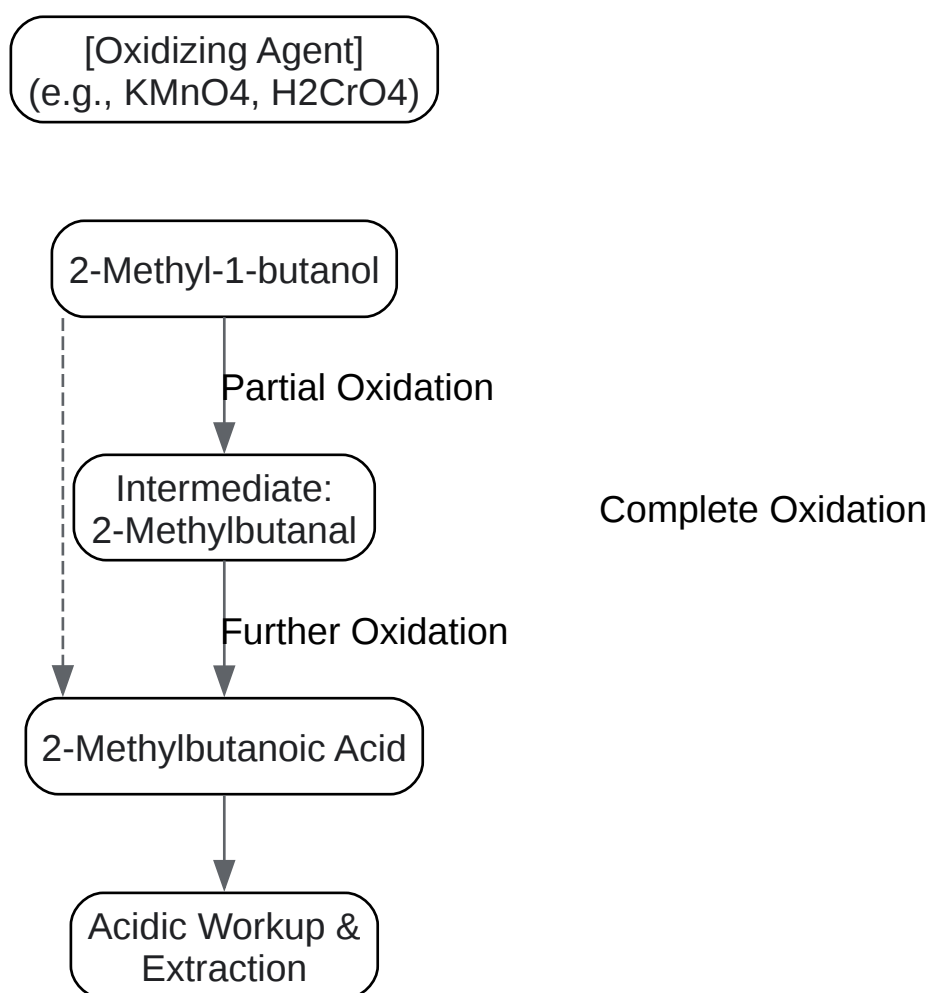 [Oxidizing Agent]
(e.g., KMnO4, H2CrO4)
2-Methyl-1-butanol
Partial Oxidation
Intermediate:
2-Methylbutanal
Complete Oxidation
Further Oxidation
2-Methylbutanoic Acid
Acidic Workup &
Extraction